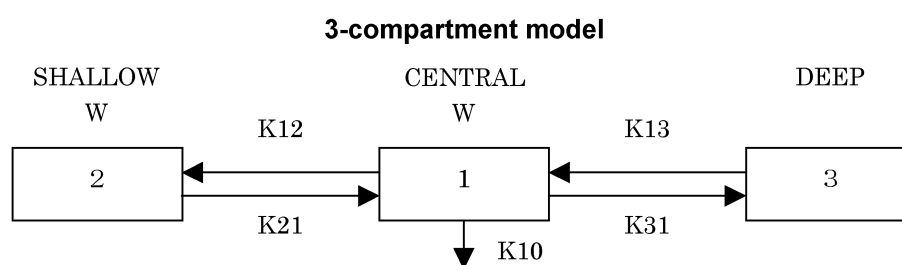 3-compartment model
SHALLOW CENTRAL DEEP
W W
K12 K13
2 1 3
K21 K31
K10